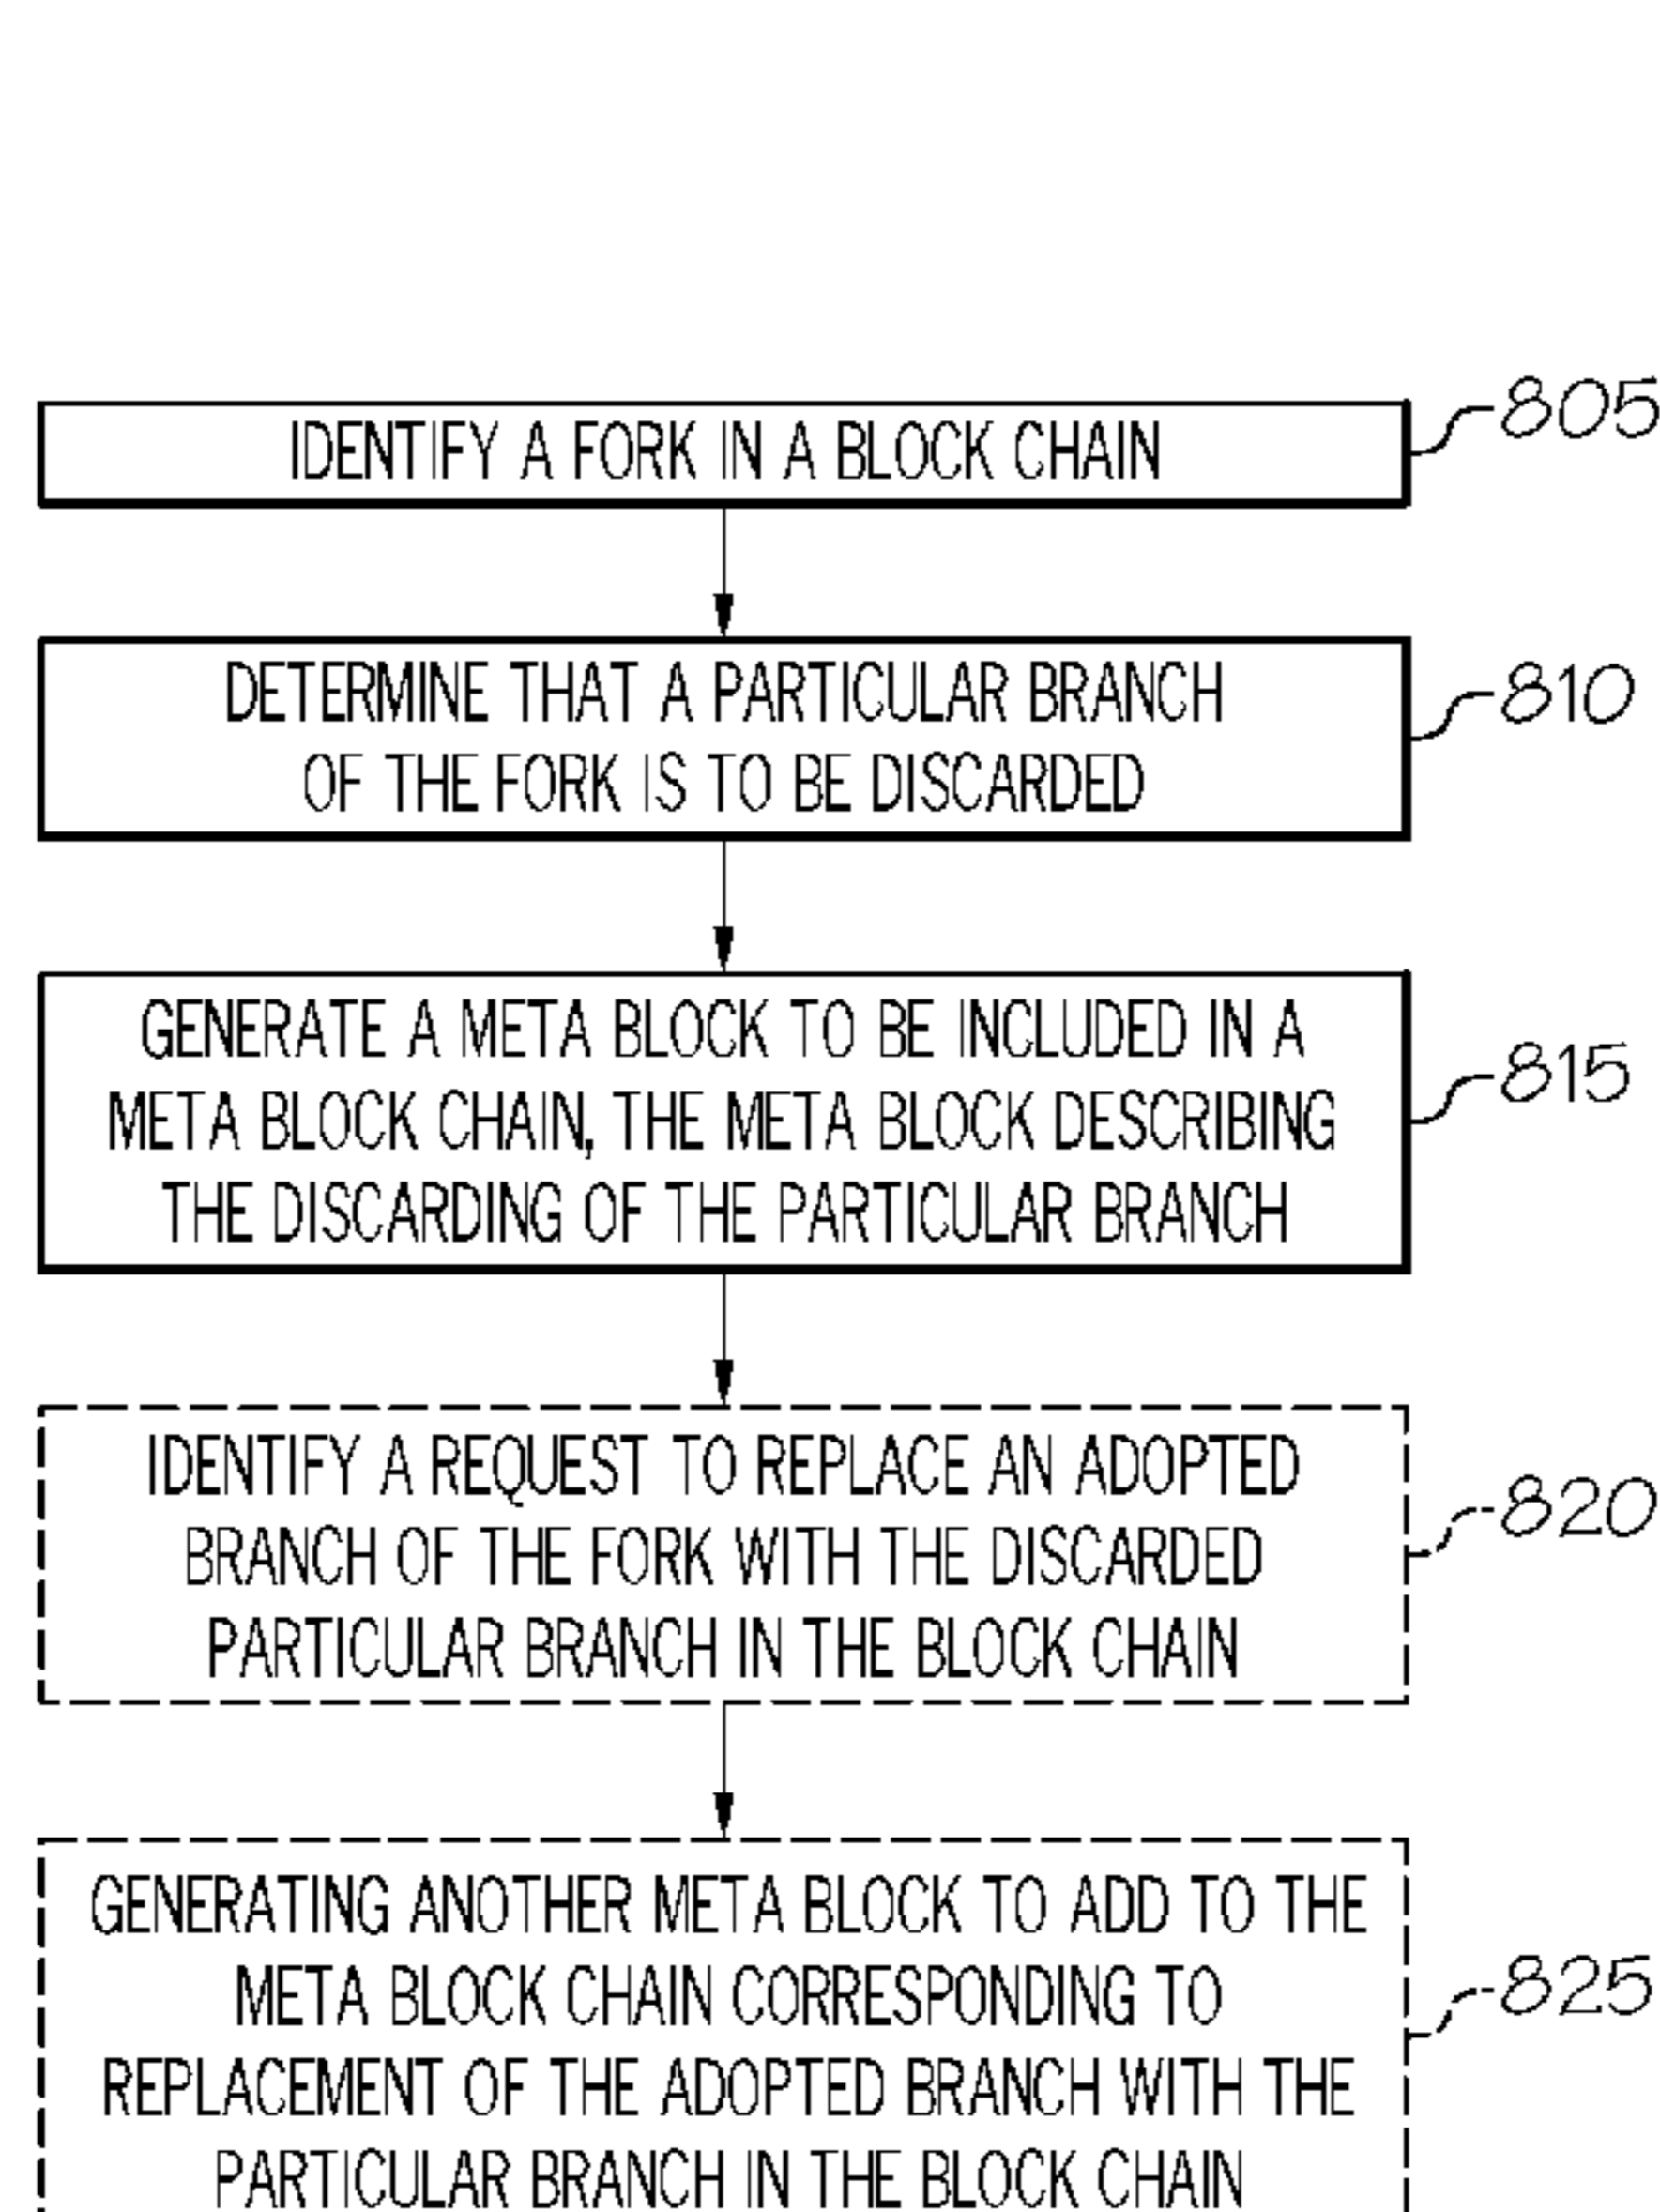 IDENTIFY A FORK IN A BLOCK CHAIN
805
DETERMINE THAT A PARTICULAR BRANCH
OF THE FORK IS TO BE DISCARDED
810
GENERATE A META BLOCK TO BE INCLUDED IN A
META BLOCK CHAIN, THE META BLOCK DESCRIBING
THE DISCARDING OF THE PARTICULAR BRANCH
815
IDENTIFY A REQUEST TO REPLACE AN ADOPTED
BRANCH OF THE FORK WITH THE DISCARDED
PARTICULAR BRANCH IN THE BLOCK CHAIN
820
GENERATING ANOTHER META BLOCK TO ADD TO THE
META BLOCK CHAIN CORRESPONDING TO
REPLACEMENT OF THE ADOPTED BRANCH WITH THE
PARTICULAR BRANCH IN THE BLOCK CHAIN
825